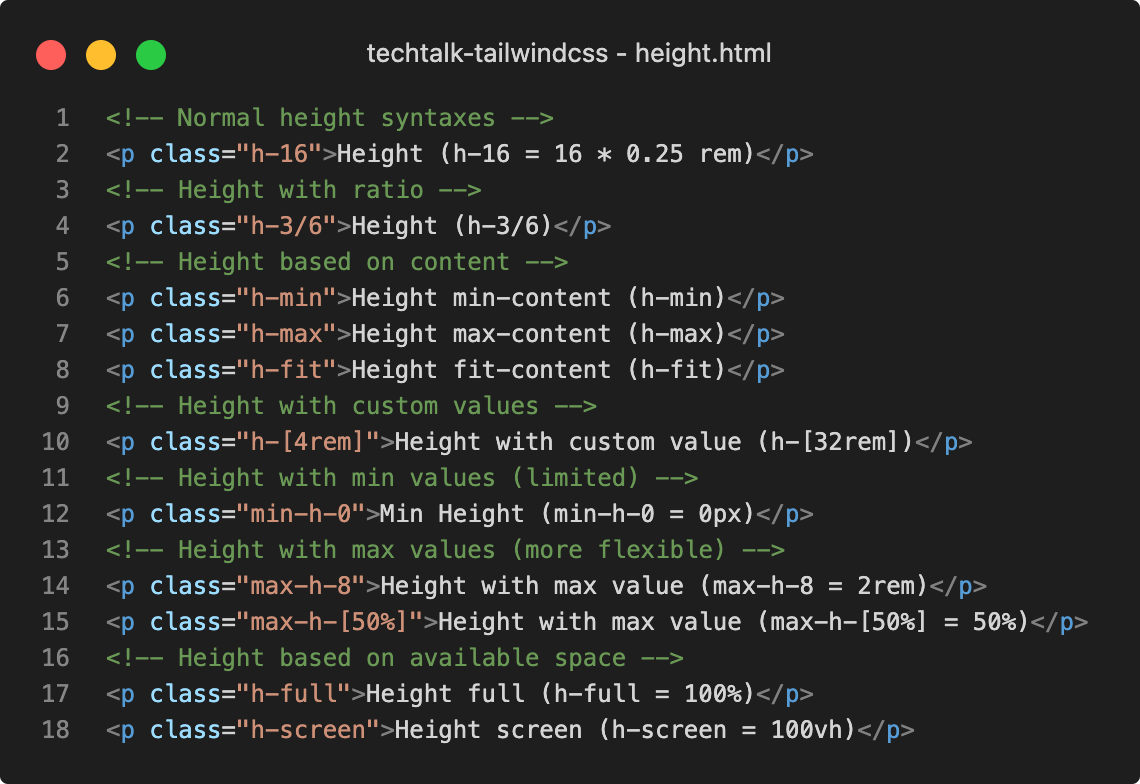 techtalk-tailwindcss - height.html
1 <!-- Normal height syntaxes -->
2 <p class="h-16">Height (h-16 = 16 * 0.25 rem)</p>
3 <!-- Height with ratio -->
4 <p class="h-3/6">Height (h-3/6)</p>
5 <!-- Height based on content -->
6 <p class="h-min">Height min-content (h-min)</p>
7 <p class="h-max">Height max-content (h-max)</p>
8 <p class="h-fit">Height fit-content (h-fit)</p>
9 <!-- Height with custom values -->
10 <p class="h-[4rem]">Height with custom value (h-[32rem])</p>
11 <!-- Height with min values (limited) -->
12 <p class="min-h-0">Min Height (min-h-0 = 0px)</p>
13 <!-- Height with max values (more flexible) -->
14 <p class="max-h-8">Height with max value (max-h-8 = 2rem)</p>
15 <p class="max-h-[50%]">Height with max value (max-h-[50%] = 50%)</p>
16 <!-- Height based on available space -->
17 <p class="h-full">Height full (h-full = 100%)</p>
18 <p class="h-screen">Height screen (h-screen = 100vh)</p>